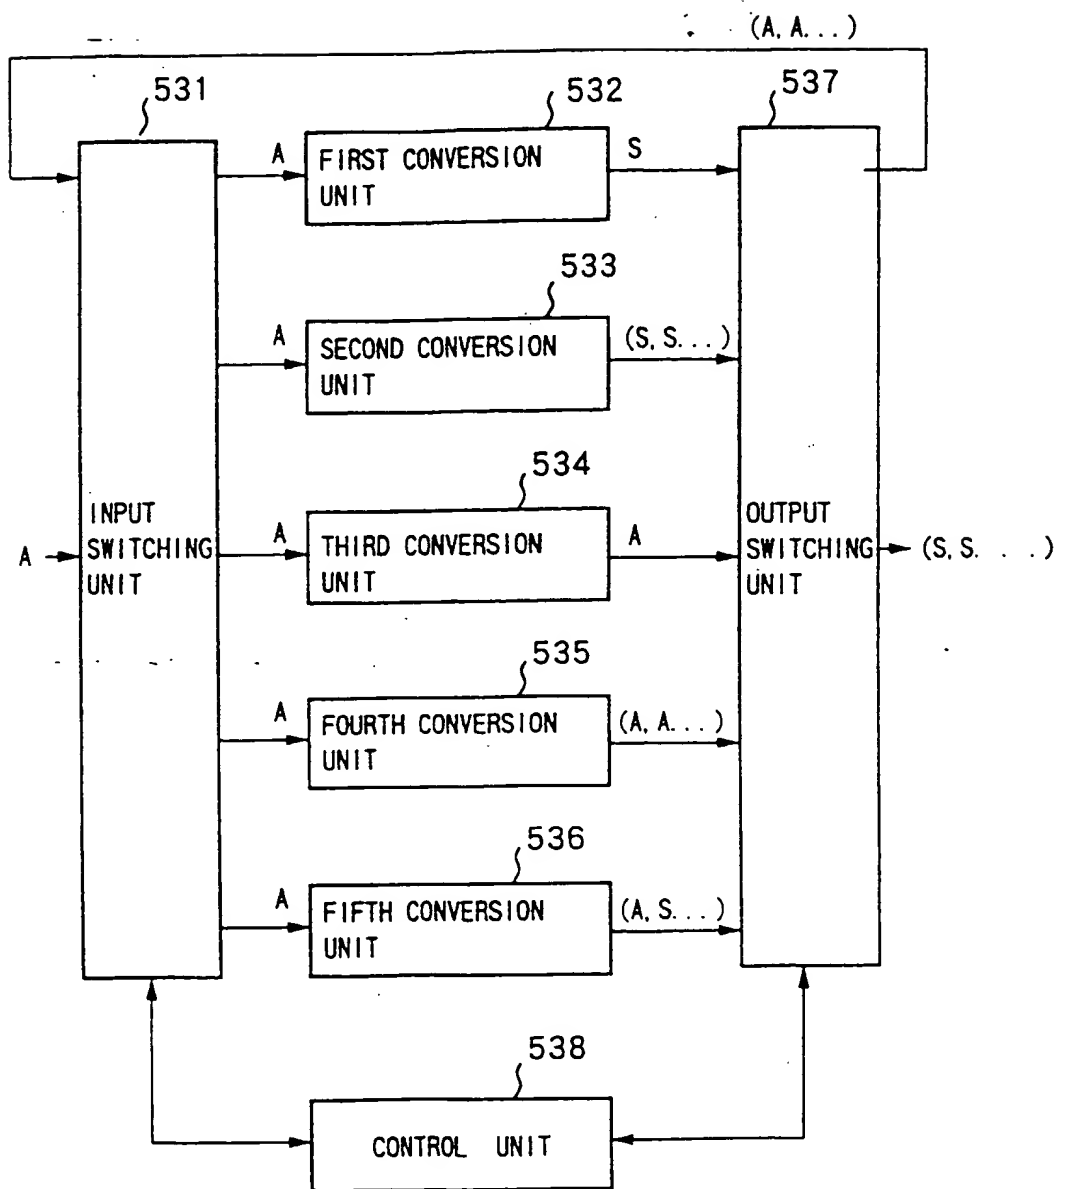 (A, A...)
531
532
537
A
FIRST CONVERSION
UNIT
S
533
A
SECOND CONVERSION
UNIT
(S, S...)
534
INPUT
SWITCHING
UNIT
A
A
THIRD CONVERSION
UNIT
A
OUTPUT
SWITCHING
UNIT
(S, S. . . .)
535
A
FOURTH CONVERSION
UNIT
(A, A...)
536
A
FIFTH CONVERSION
UNIT
(A, S...)
538
CONTROL UNIT